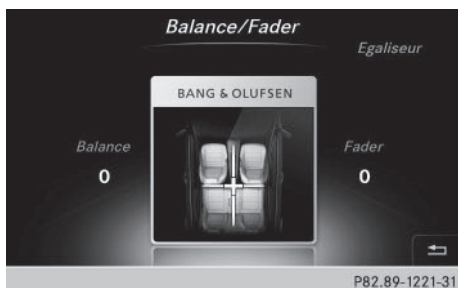 Balance/Fader
Egaliseur
BANG & OLUFSEN
Balance
Fader
0
0
P82.89-1221-31